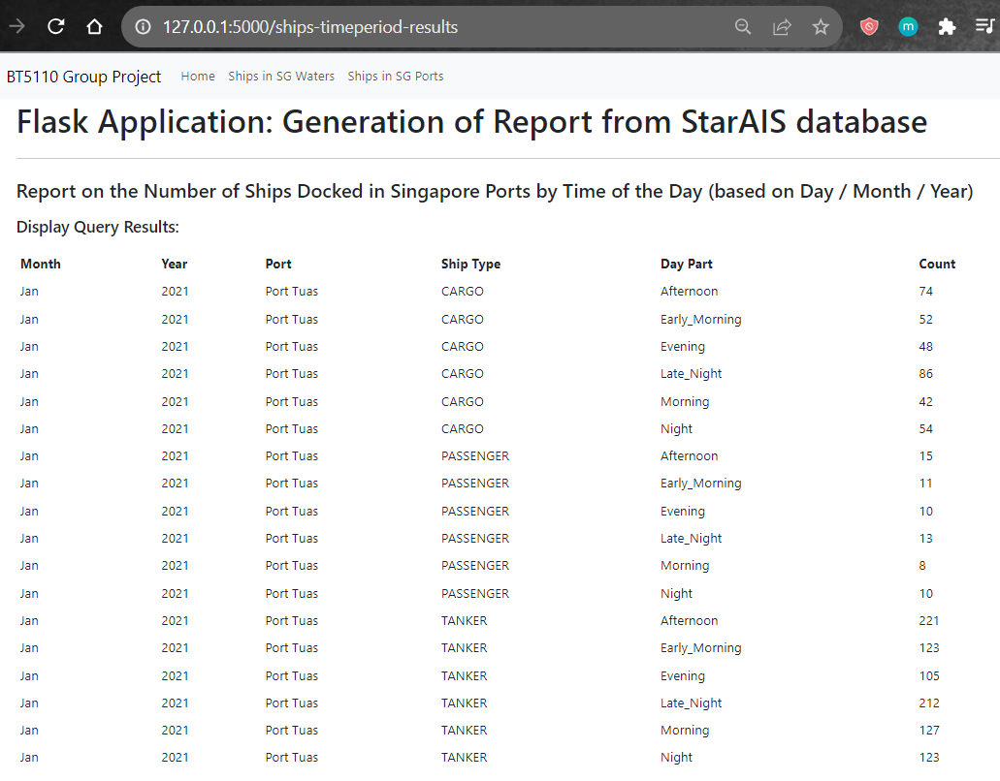 127.0.0.1:5000/ships-timeperiod-results
m
BT5110 Group Project Home Ships in SG Waters Ships in SG Ports
Flask Application: Generation of Report from StarAIS database
Report on the Number of Ships Docked in Singapore Ports by Time of the Day (based on Day / Month / Year)
Display Query Results:
Month Year Port Ship Type Day Part Count
Jan 2021 Port Tuas CARGO Afternoon 74
Jan 2021 Port Tuas CARGO Early_Morning 52
Jan 2021 Port Tuas CARGO Evening 48
Jan 2021 Port Tuas CARGO Late_Night 86
Jan 2021 Port Tuas CARGO Morning 42
Jan 2021 Port Tuas CARGO Night 54
Jan 2021 Port Tuas PASSENGER Afternoon 15
Jan 2021 Port Tuas PASSENGER Early_Morning 11
Jan 2021 Port Tuas PASSENGER Evening 10
Jan 2021 Port Tuas PASSENGER Late_Night 13
Jan 2021 Port Tuas PASSENGER Morning 8
Jan 2021 Port Tuas PASSENGER Night 10
Jan 2021 Port Tuas TANKER Afternoon 221
Jan 2021 Port Tuas TANKER Early_Morning 123
Jan 2021 Port Tuas TANKER Evening 105
Jan 2021 Port Tuas TANKER Late_Night 212
Jan 2021 Port Tuas TANKER Morning 127
Jan 2021 Port Tuas TANKER Night 123